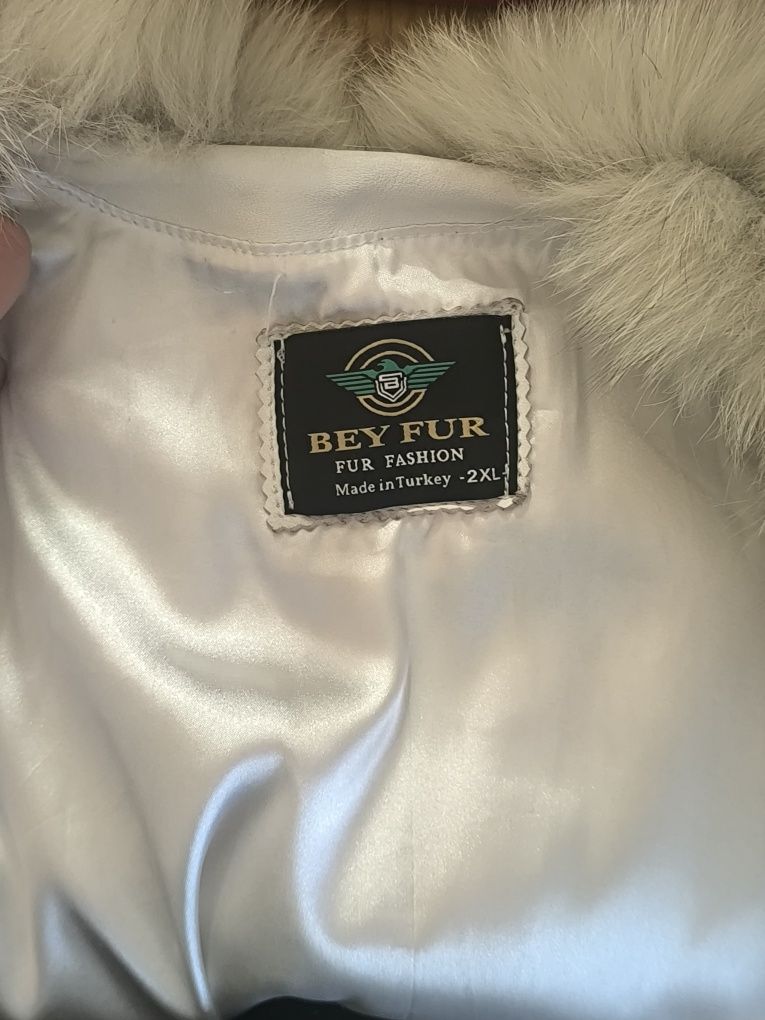 B
BEY FUR
FUR FASHION
Made in Turkey -2XL-